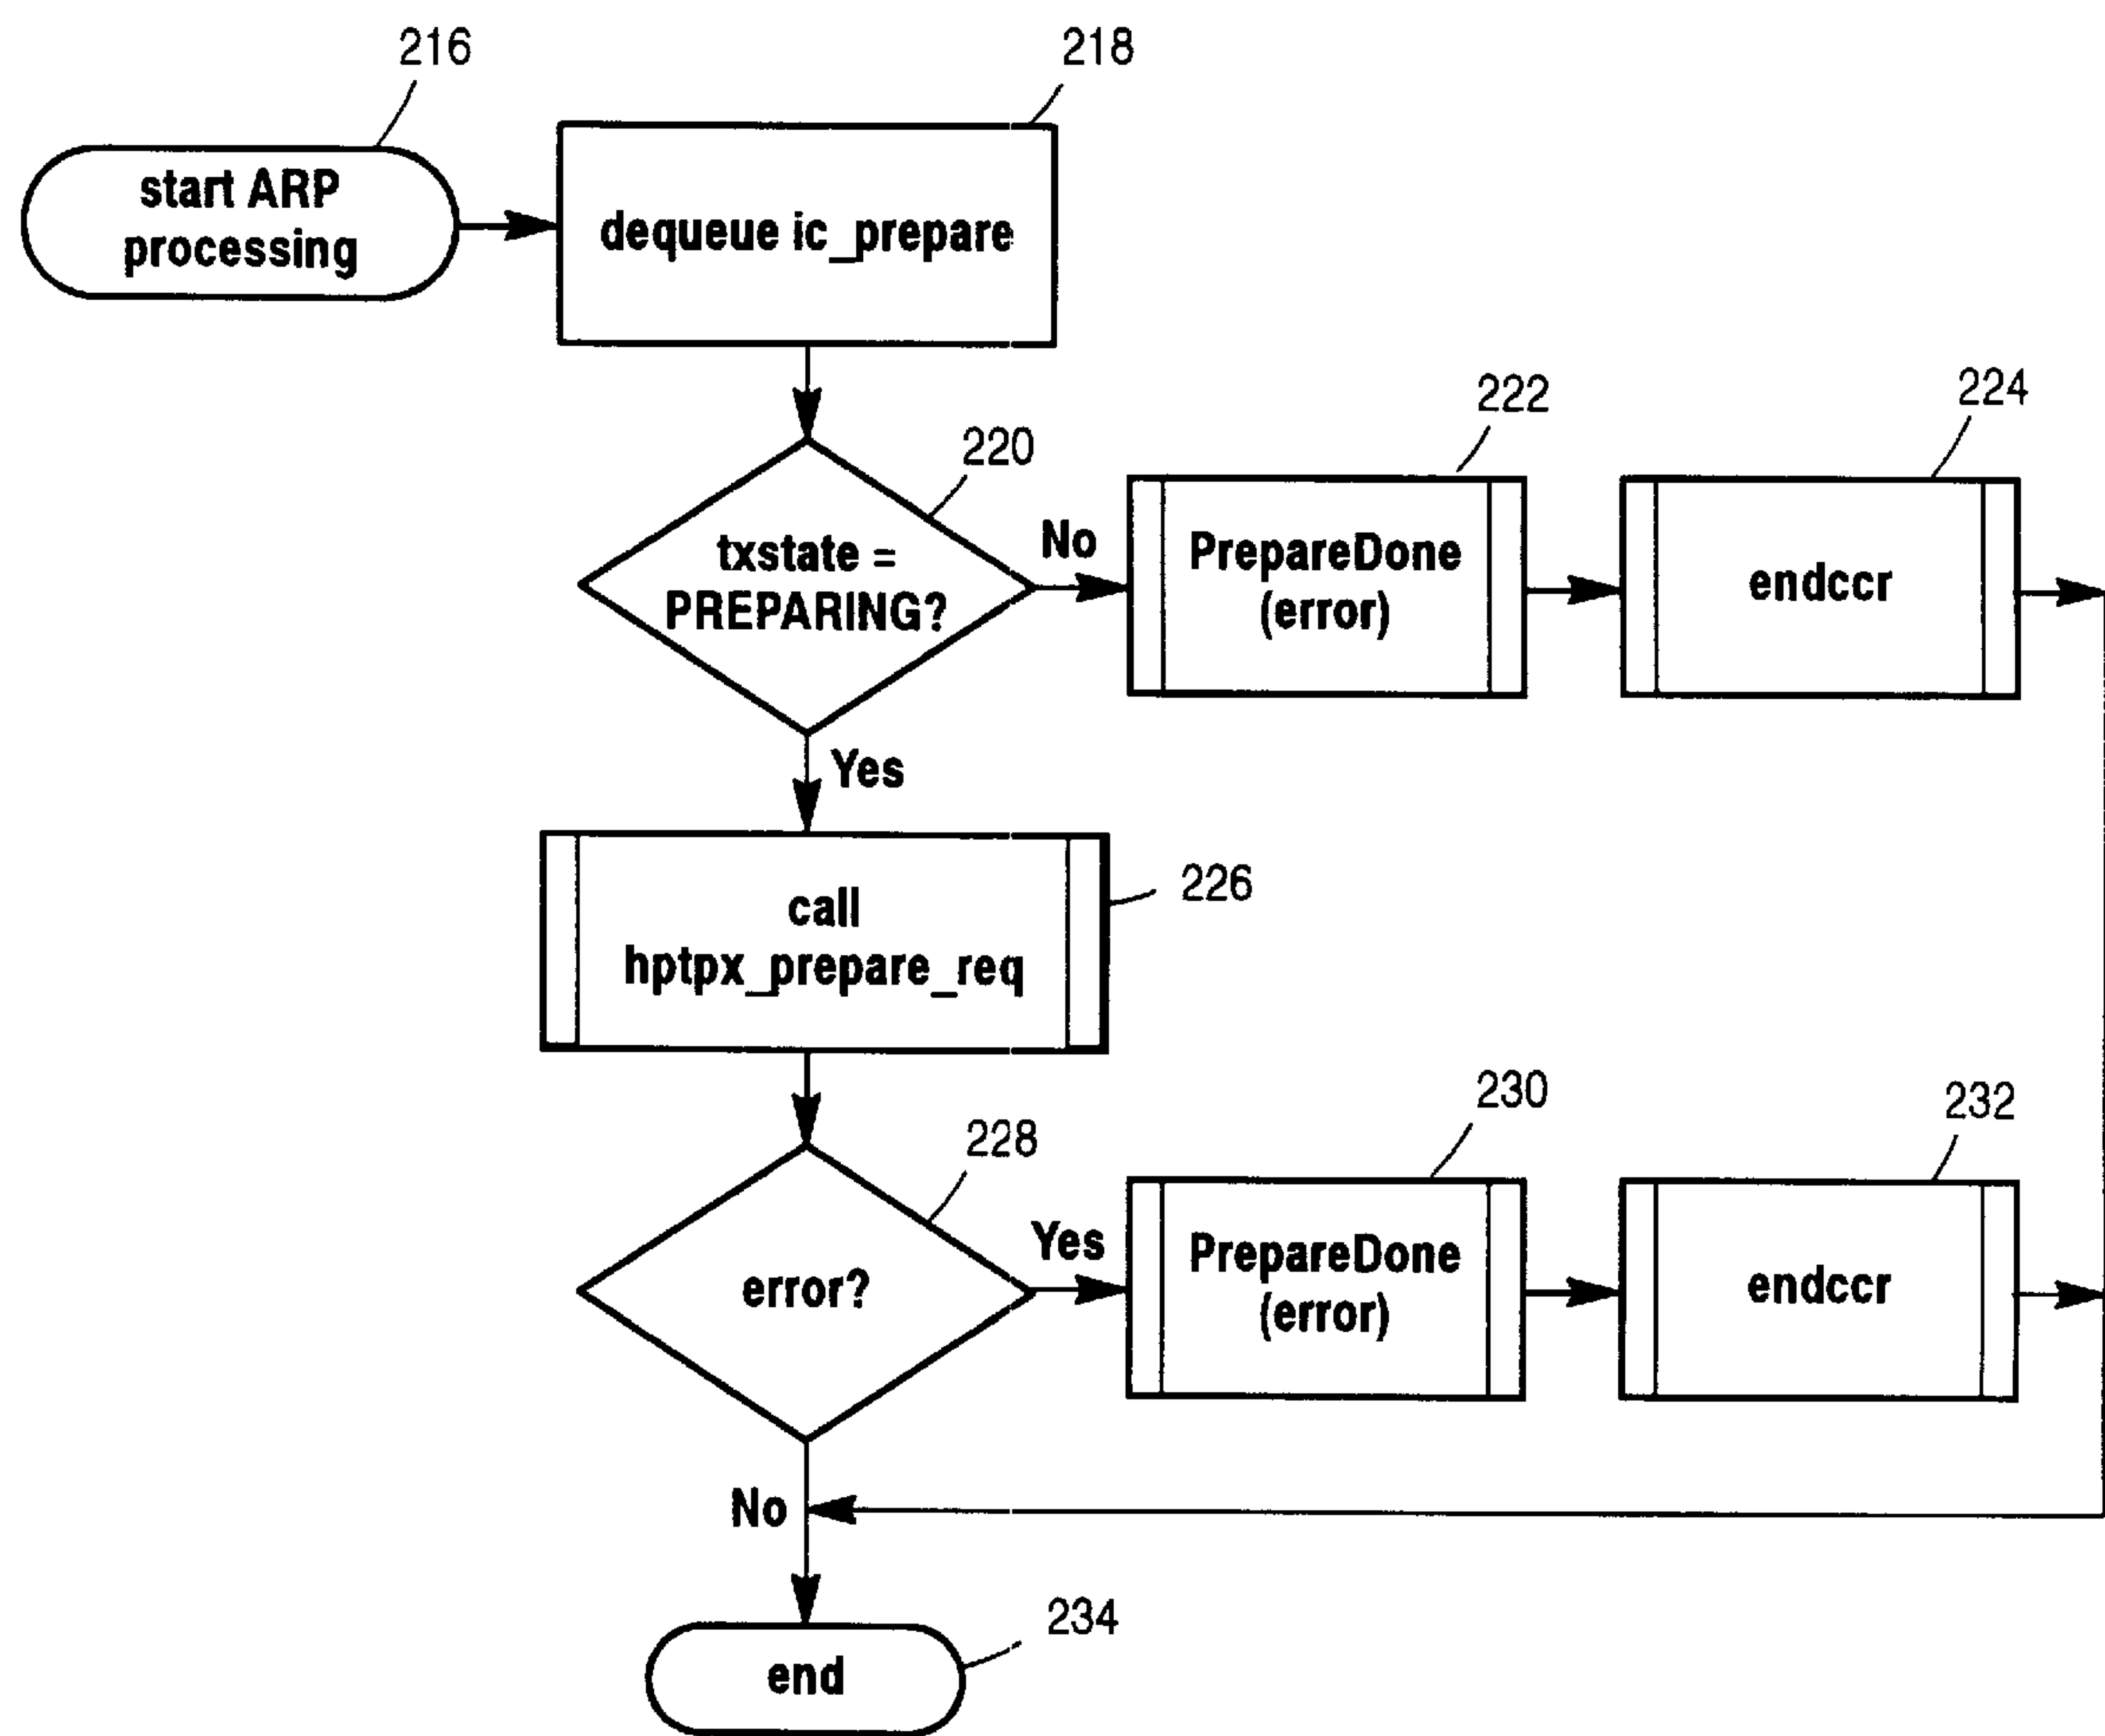 216
218
start ARP
processing
dequeue ic_prepare
220
222
224
txstate =
PREPARING?
No
PrepareDone
(error)
endccr
Yes
call
hptpx_prepare_req
226
228
230
232
error?
Yes
PrepareDone
(error)
endccr
No
234
end